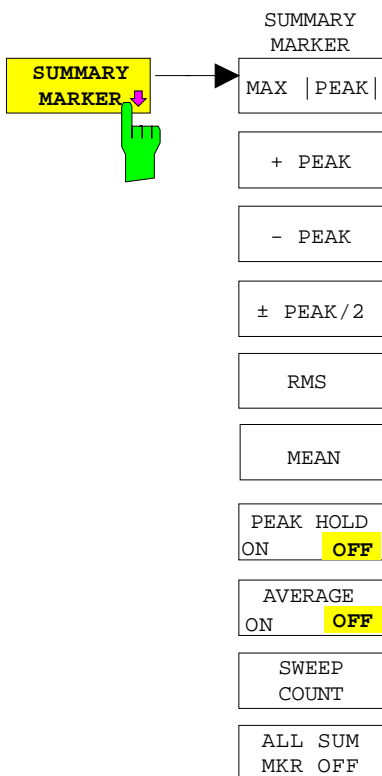 SUMMARY
MARKER
SUMMARY
MARKER
MAX |PEAK|
+ PEAK
- PEAK
± PEAK/2
RMS
MEAN
PEAK HOLD
ON OFF
AVERAGE
ON OFF
SWEEP
COUNT
ALL SUM
MKR OFF